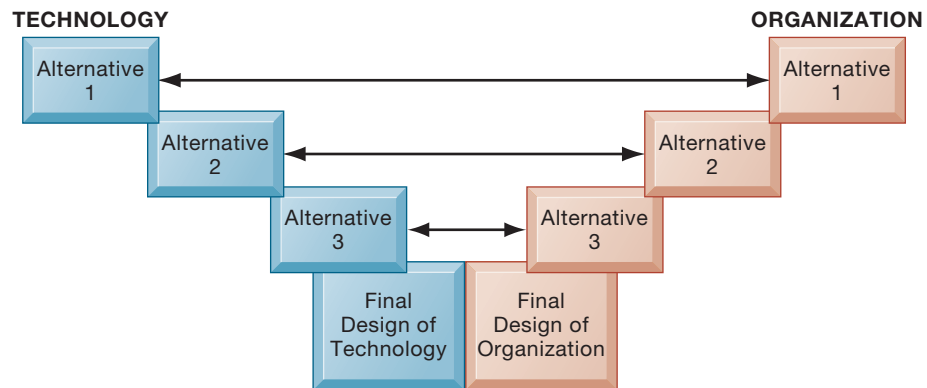 TECHNOLOGY
ORGANIZATION
Alternative
1
Alternative
1
Alternative
2
Alternative
2
Alternative
3
Alternative
3
Final
Design of
Technology
Final
Design of
Organization